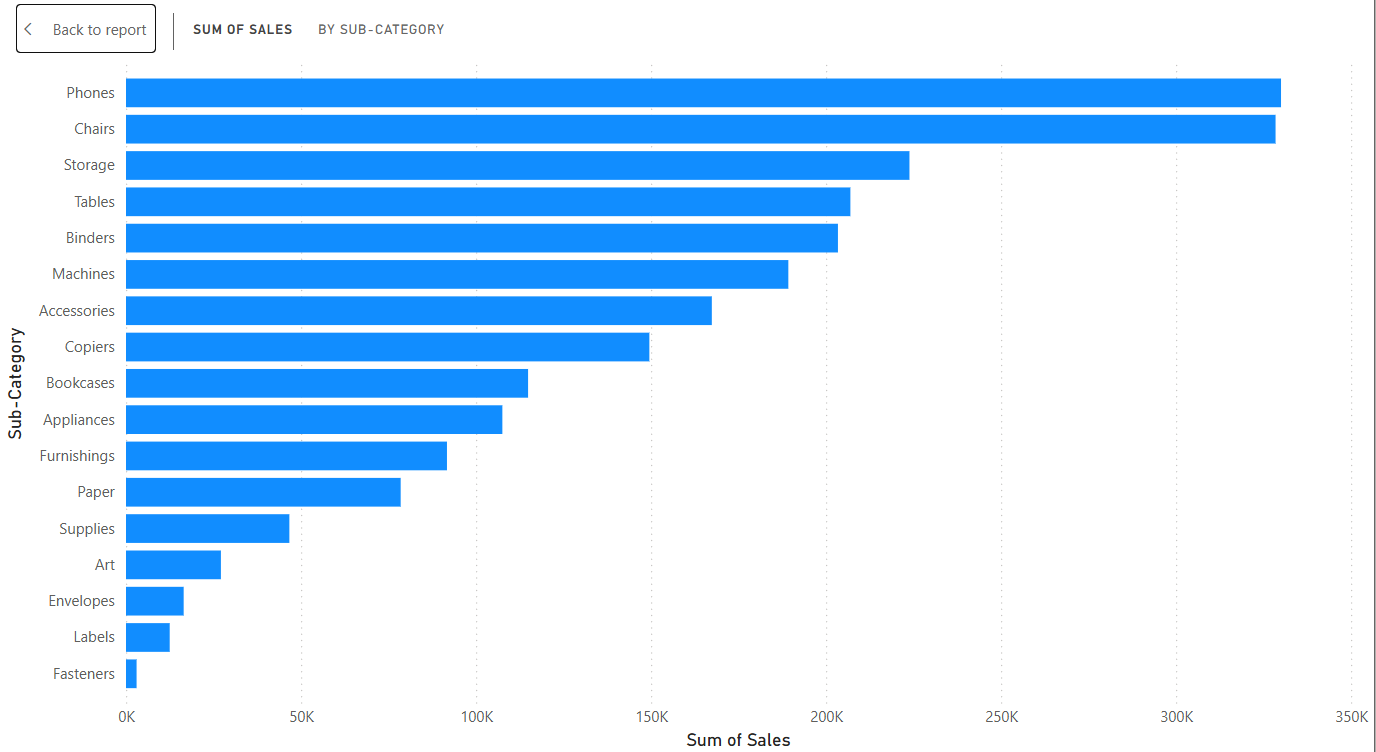 Back to report
SUM OF SALES BY SUB-CATEGORY
Sub-Category
Phones
Chairs
Storage
Tables
Binders
Machines
Accessories
Copiers
Bookcases
Appliances
Furnishings
Paper
Supplies
Art
Envelopes
Labels
Fasteners
0K 50K 100K 150K 200K 250K 300K 350K
Sum of Sales